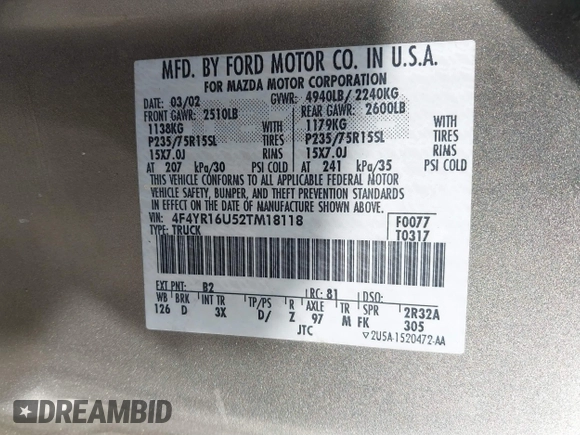 MFD. BY FORD MOTOR CO. IN U.S.A.
FOR MAZDA MOTOR CORPORATION
DATE: 03/02 GVWR: 4940LB/ 2240KG
FRONT GAWR: 2510LB REAR GAWR: 2600LB
1138KG WITH 1179KG WITH
P235/75R15SL TIRES P235/75R15SL TIRES
15X7.0J RIMS 15X7.0J RIMS
AT 207 kPa/30 PSI COLD AT 241 kPa/35 PSI COLD
THIS VEHICLE CONFORMS TO ALL APPLICABLE FEDERAL MOTOR
VEHICLE SAFETY, BUMPER, AND THEFT PREVENTION STANDARDS
IN EFFECT ON THE DATE OF MANUFACTURE SHOWN ABOVE.
VIN: 4F4YR16U52TM18118 F0077
TYPE: TRUCK T0317
EXT PNT: B2 RC: 81 DSO:
WB BRK INT TR TP/PS R AXLE TR SPR 2R32A
126 D 3X D/ Z 97 M FK 305
JTC 2U5A-1520472-AA
DREAMBID